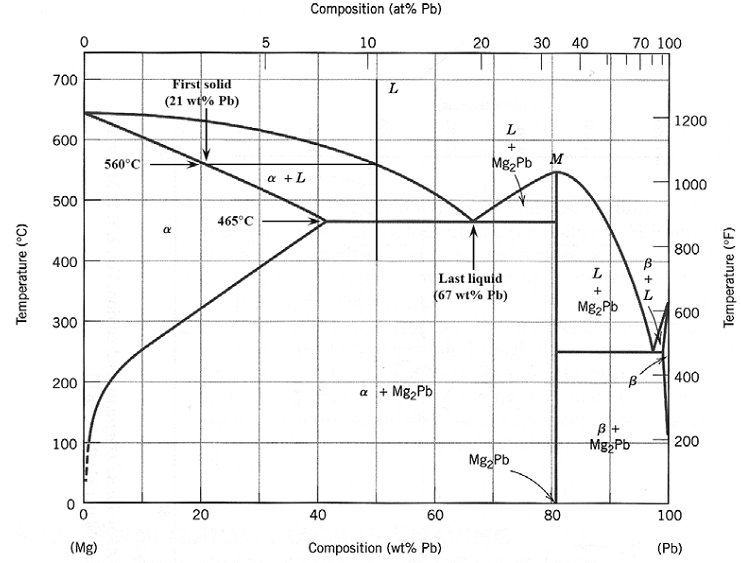 Composition (at% Pb)
0 5 10 20 30 40 70 100
700
600
500
400
300
200
100
0
Temperature (°C)
1200
1000
800
600
400
200
Temperature (°F)
First solid
(21 wt% Pb)
L
560°C
α + L
465°C
α
L
+
Mg₂Pb
M
Last liquid
(67 wt% Pb)
L
+
Mg₂Pb
β
+
L
β
α + Mg₂Pb
β +
Mg₂Pb
Mg₂Pb
0 20 40 60 80 100
(Mg) Composition (wt% Pb) (Pb)